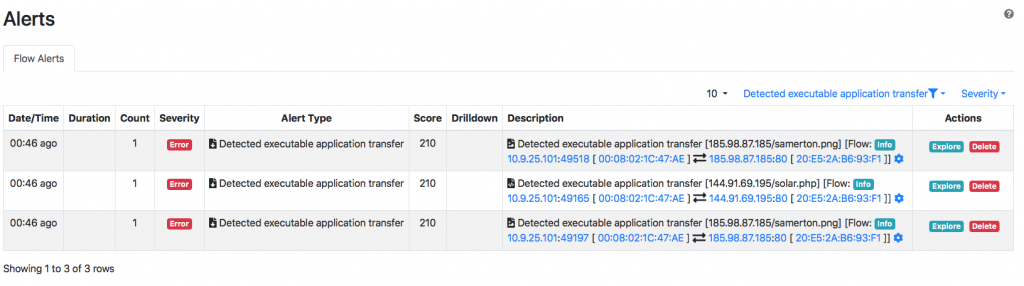 Alerts
Flow Alerts
10 Detected executable application transfer Severity
Date/Time Duration Count Severity Alert Type Score Drilldown Description Actions
00:46 ago 1 Error Detected executable application transfer 210 Detected executable application transfer [185.98.87.185/samerton.png] [Flow: Info Explore Delete
10.9.25.101:49518 [ 00:08:02:1C:47:AE ] 185.98.87.185:80 [ 20:E5:2A:B6:93:F1 ]]
00:46 ago 1 Error Detected executable application transfer 210 Detected executable application transfer [144.91.69.195/solar.php] [Flow: Info Explore Delete
10.9.25.101:49165 [ 00:08:02:1C:47:AE ] 144.91.69.195:80 [ 20:E5:2A:B6:93:F1 ]]
00:46 ago 1 Error Detected executable application transfer 210 Detected executable application transfer [185.98.87.185/samerton.png] [Flow: Info Explore Delete
10.9.25.101:49197 [ 00:08:02:1C:47:AE ] 185.98.87.185:80 [ 20:E5:2A:B6:93:F1 ]]
Showing 1 to 3 of 3 rows